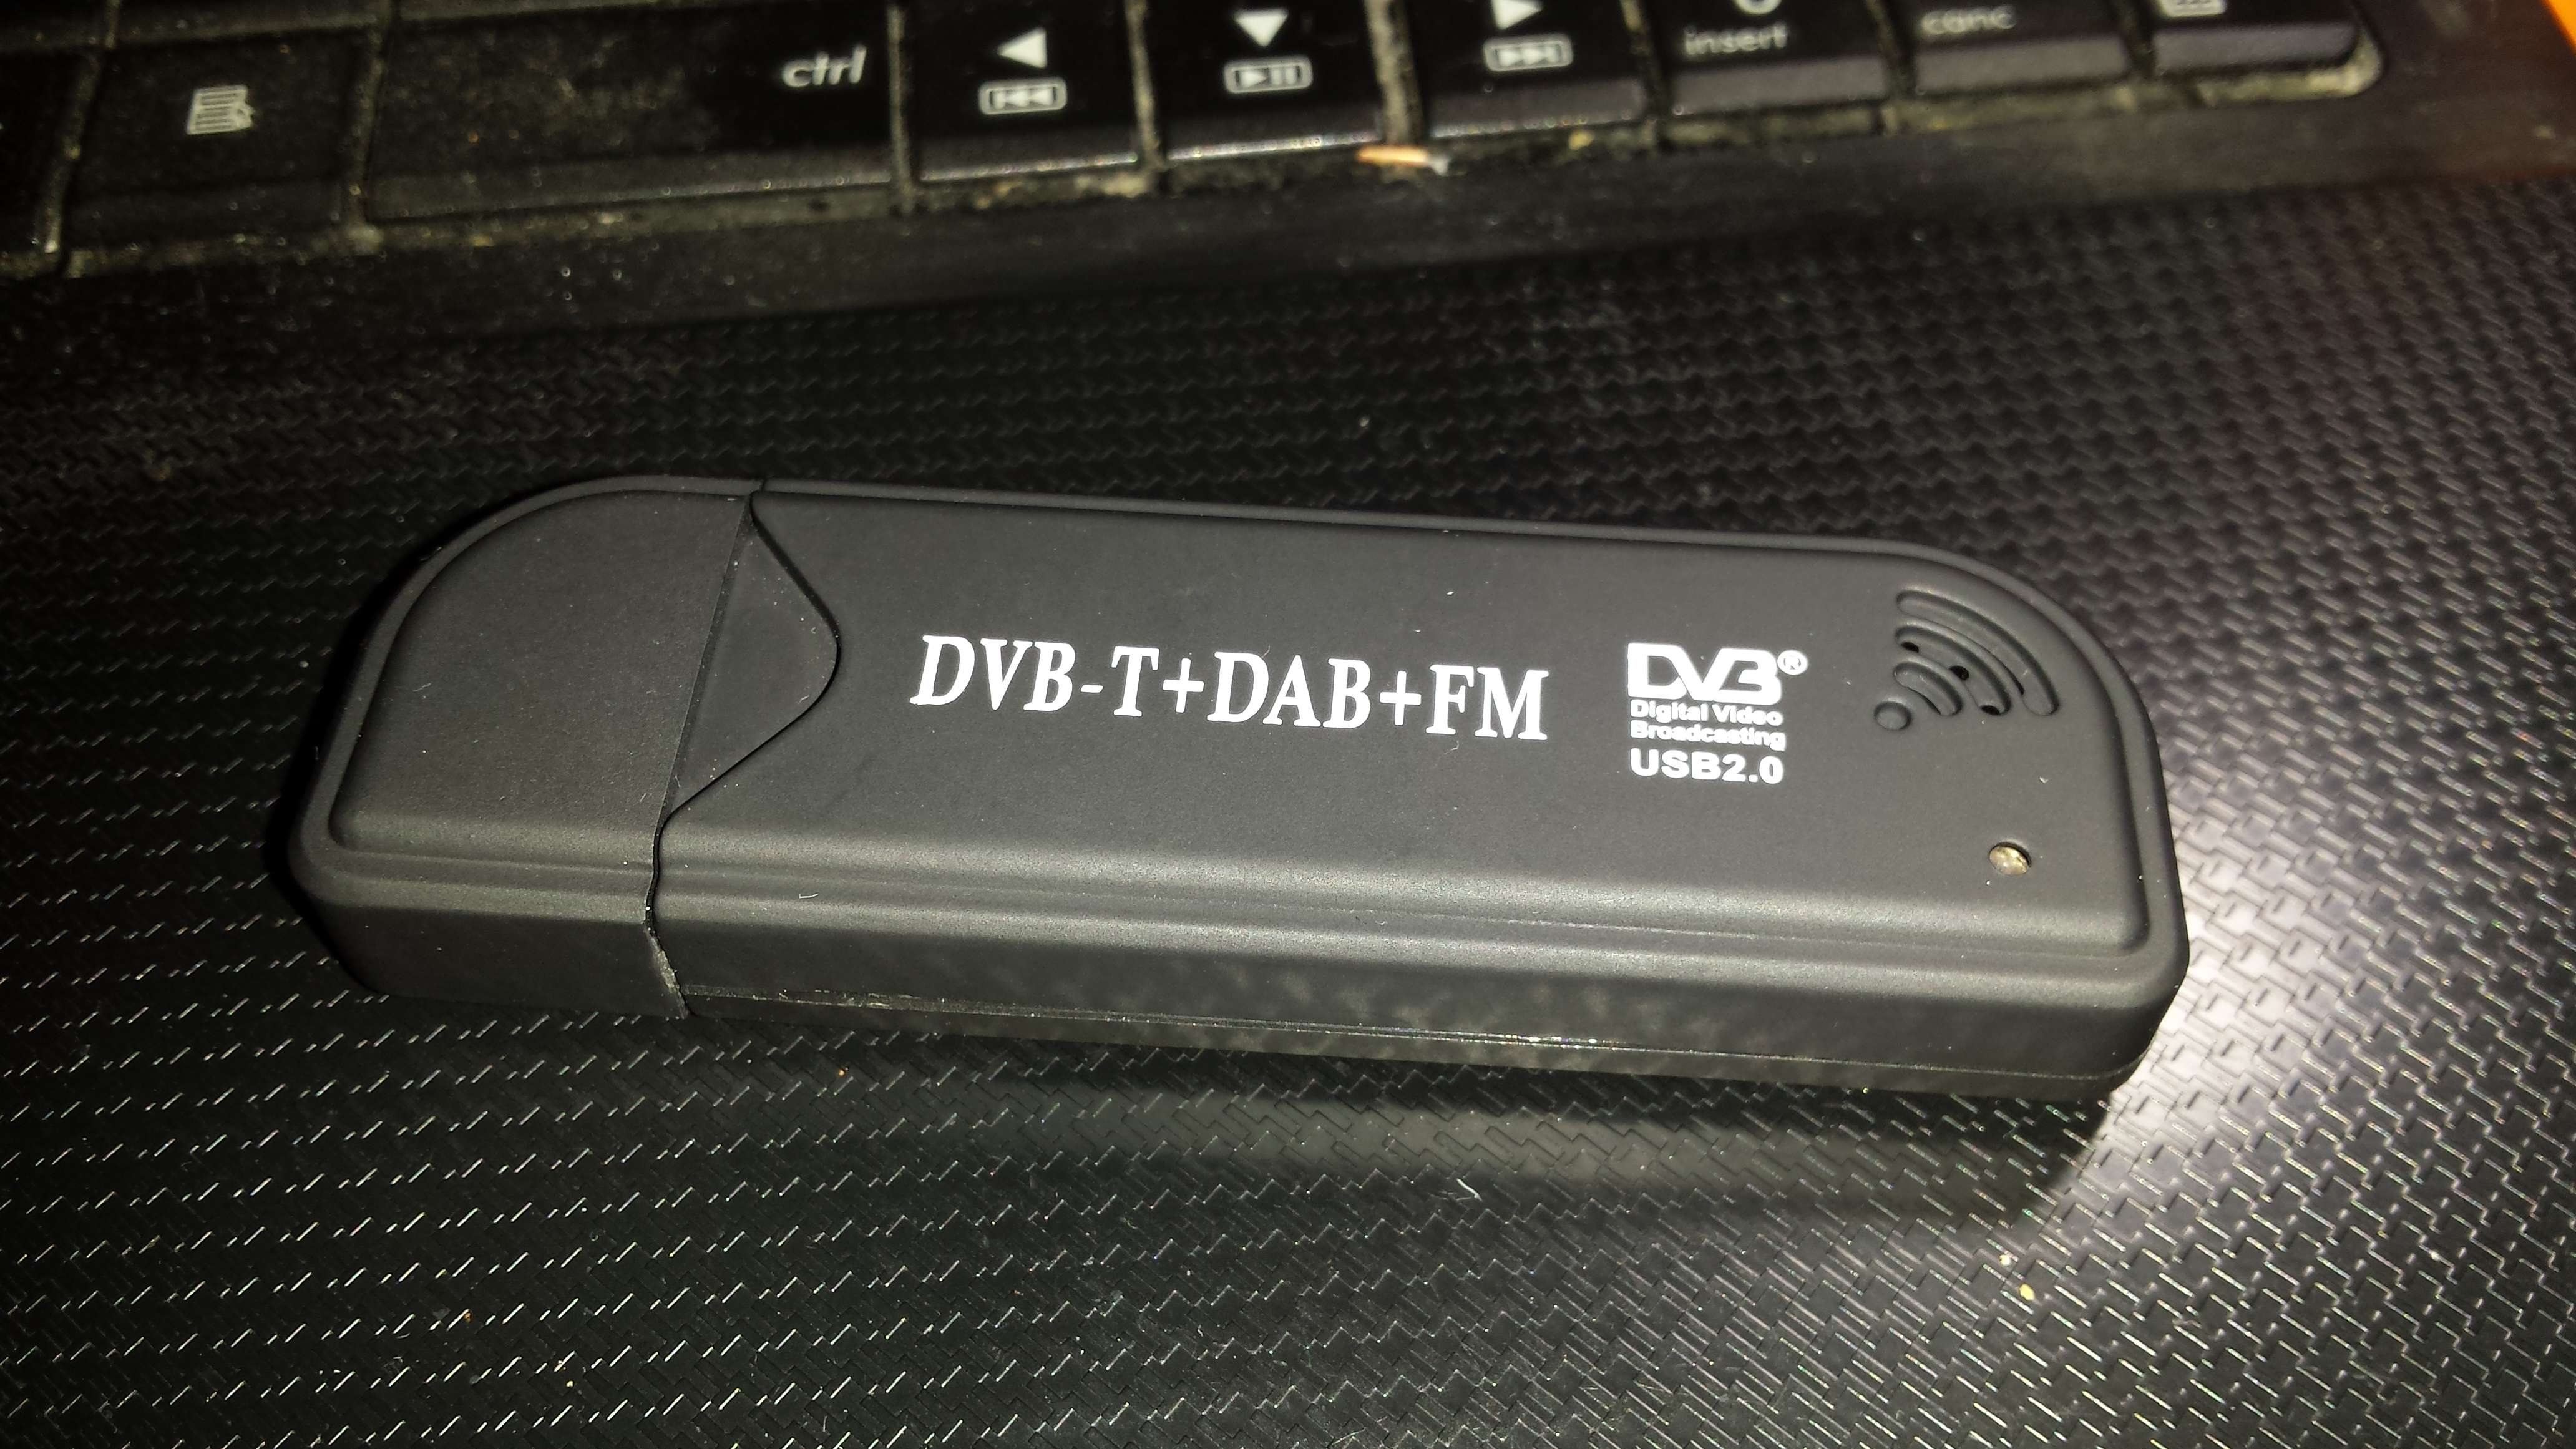 ctrl
insert
canc
DVB-T+DAB+FM
DVB®
Digital Video
Broadcasting
USB2.0